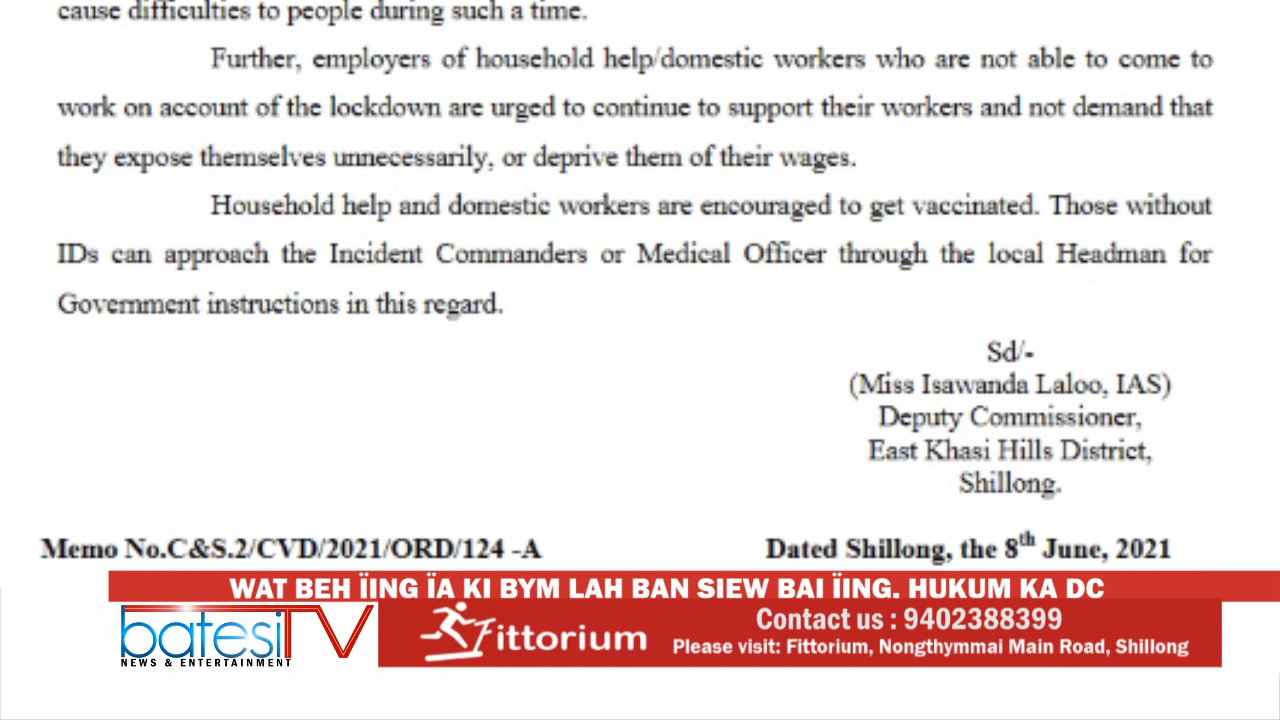 cause difficulties to people during such a time.
Further, employers of household help/domestic workers who are not able to come to
work on account of the lockdown are urged to continue to support their workers and not demand that
they expose themselves unnecessarily, or deprive them of their wages.
Household help and domestic workers are encouraged to get vaccinated. Those without
IDs can approach the Incident Commanders or Medical Officer through the local Headman for
Government instructions in this regard.
Sd/-
(Miss Isawanda Laloo, IAS)
Deputy Commissioner,
East Khasi Hills District,
Shillong.
Memo No.C&S.2/CVD/2021/ORD/124 -A
Dated Shillong, the 8th June, 2021
WAT BEH ÏING ÏA KI BYM LAH BAN SIEW BAI ÏING. HUKUM KA DC
batesi TV
NEWS & ENTERTAINMENT
Fittorium
Contact us : 9402388399
Please visit: Fittorium, Nongthymmai Main Road, Shillong